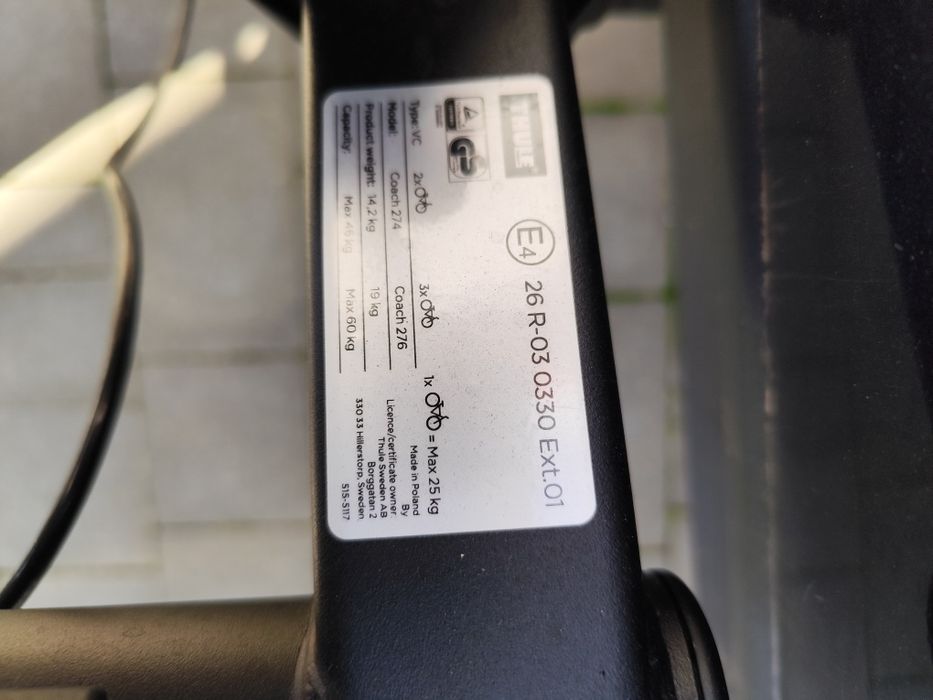 THULE
E4 26 R-03 0330 Ext.01
GS
Type: VC 2x 3x 1x = Max 25 kg
Model: Coach 274 Coach 276
Product weight: 14,2 kg 19 kg
Capacity: Max 45 kg Max 60 kg
Made in Poland
By
Licence/certificate owner:
Thule Sweden AB
Borggatan 2
330 33 Hillerstorp, Sweden
515-5117